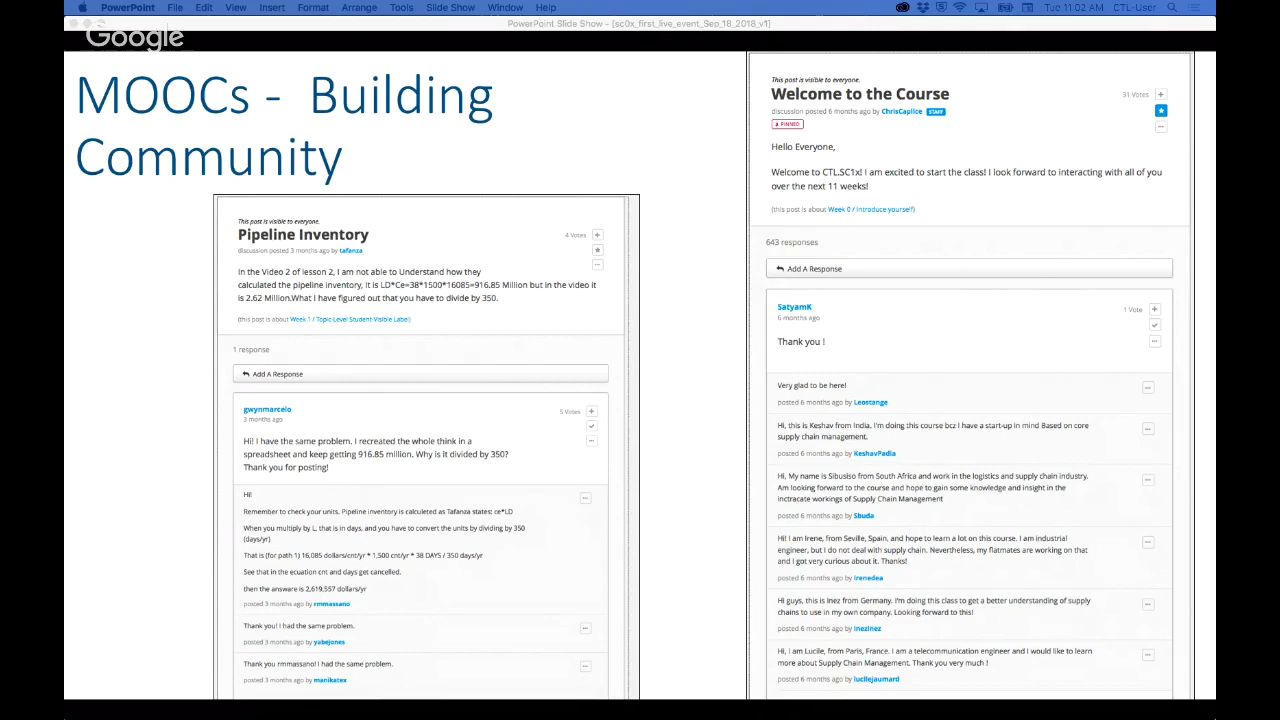 PowerPoint File Edit View Insert Format Arrange Tools Slide Show Window Help Tue 11:02 AM CTL-User
PowerPoint Slide Show - [sc0x_first_live_event_Sep_18_2018_v1]
Google
MOOCs - Building
Community
This post is visible to everyone.
Pipeline Inventory
4 Votes
discussion posted 3 months ago by tafanza
In the Video 2 of lesson 2, I am not able to Understand how they
calculated the pipeline inventory, it is LD*Ce=38*1500*16085=916.85 Million but in the video it
is 2.62 Million.What I have figured out that you have to divide by 350.
(this post is about Week 1 / Topic-Level Student-Visible Label)
1 response
Add A Response
gwynmarcelo
5 Votes
3 months ago
Hi! I have the same problem. I recreated the whole think in a
spreadsheet and keep getting 916.85 million. Why is it divided by 350?
Thank you for posting!
Hi!
Remember to check your units. Pipeline inventory is calculated as Tafanza states: ce*LD
When you multiply by L, that is in days, and you have to convert the units by dividing by 350
(days/yr)
That is (for path 1) 16,085 dollars/cnt/yr * 1,500 cnt/yr * 38 DAYS / 350 days/yr
See that in the ecuation cnt and days get cancelled.
then the answare is 2,619,557 dollars/yr
posted 3 months ago by rmmassano
Thank you! I had the same problem.
posted 3 months ago by yabejones
Thank you rmmassano! I had the same problem.
posted 3 months ago by manikatex
This post is visible to everyone.
Welcome to the Course
31 Votes
discussion posted 6 months ago by ChrisCaplice STAFF
PINNED
Hello Everyone,
Welcome to CTL.SC1x! I am excited to start the class! I look forward to interacting with all of you
over the next 11 weeks!
(this post is about Week 0 / Introduce yourself)
643 responses
Add A Response
SatyamK
1 Vote
6 months ago
Thank you !
Very glad to be here!
posted 6 months ago by Leostange
Hi, this is Keshav from India, I'm doing this course bcz I have a start-up in mind Based on core
supply chain management.
posted 6 months ago by KeshavPadia
Hi, My name is Sibusiso from South Africa and work in the logistics and supply chain industry.
Am looking forward to the course and hope to gain some knowledge and insight in the
inctracate workings of Supply Chain Management
posted 6 months ago by Sbuda
Hi! I am Irene, from Seville, Spain, and hope to learn a lot on this course. I am industrial
engineer, but I do not deal with supply chain. Nevertheless, my flatmates are working on that
and I got very curious about it. Thanks!
posted 6 months ago by Irenedea
Hi guys, this is Inez from Germany. I'm doing this class to get a better understanding of supply
chains to use in my own company. Looking forward to this!
posted 6 months ago by inezinez
Hi, I am Lucile, from Paris, France. I am a telecommunication engineer and I would like to learn
more about Supply Chain Management. Thank you very much !
posted 6 months ago by lucilejaumard